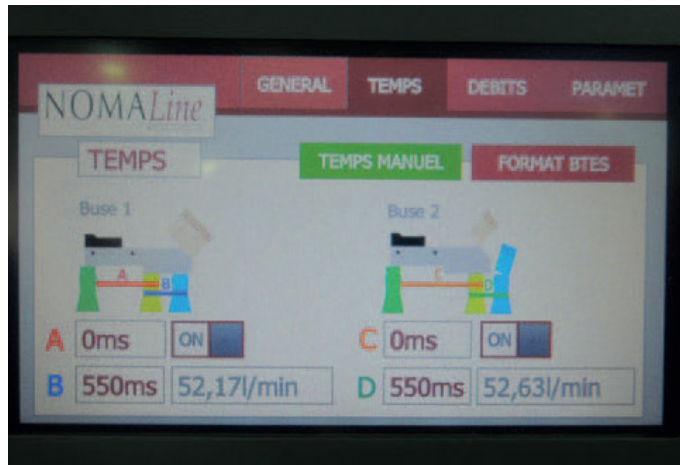 GENERAL TEMPS DEBITS PARAMET
NOMALine
TEMPS TEMPS MANUEL FORMAT BTES
Buse 1 Buse 2
A B C D
A 0ms ON C 0ms ON
B 550ms 52,17l/min D 550ms 52,63l/min